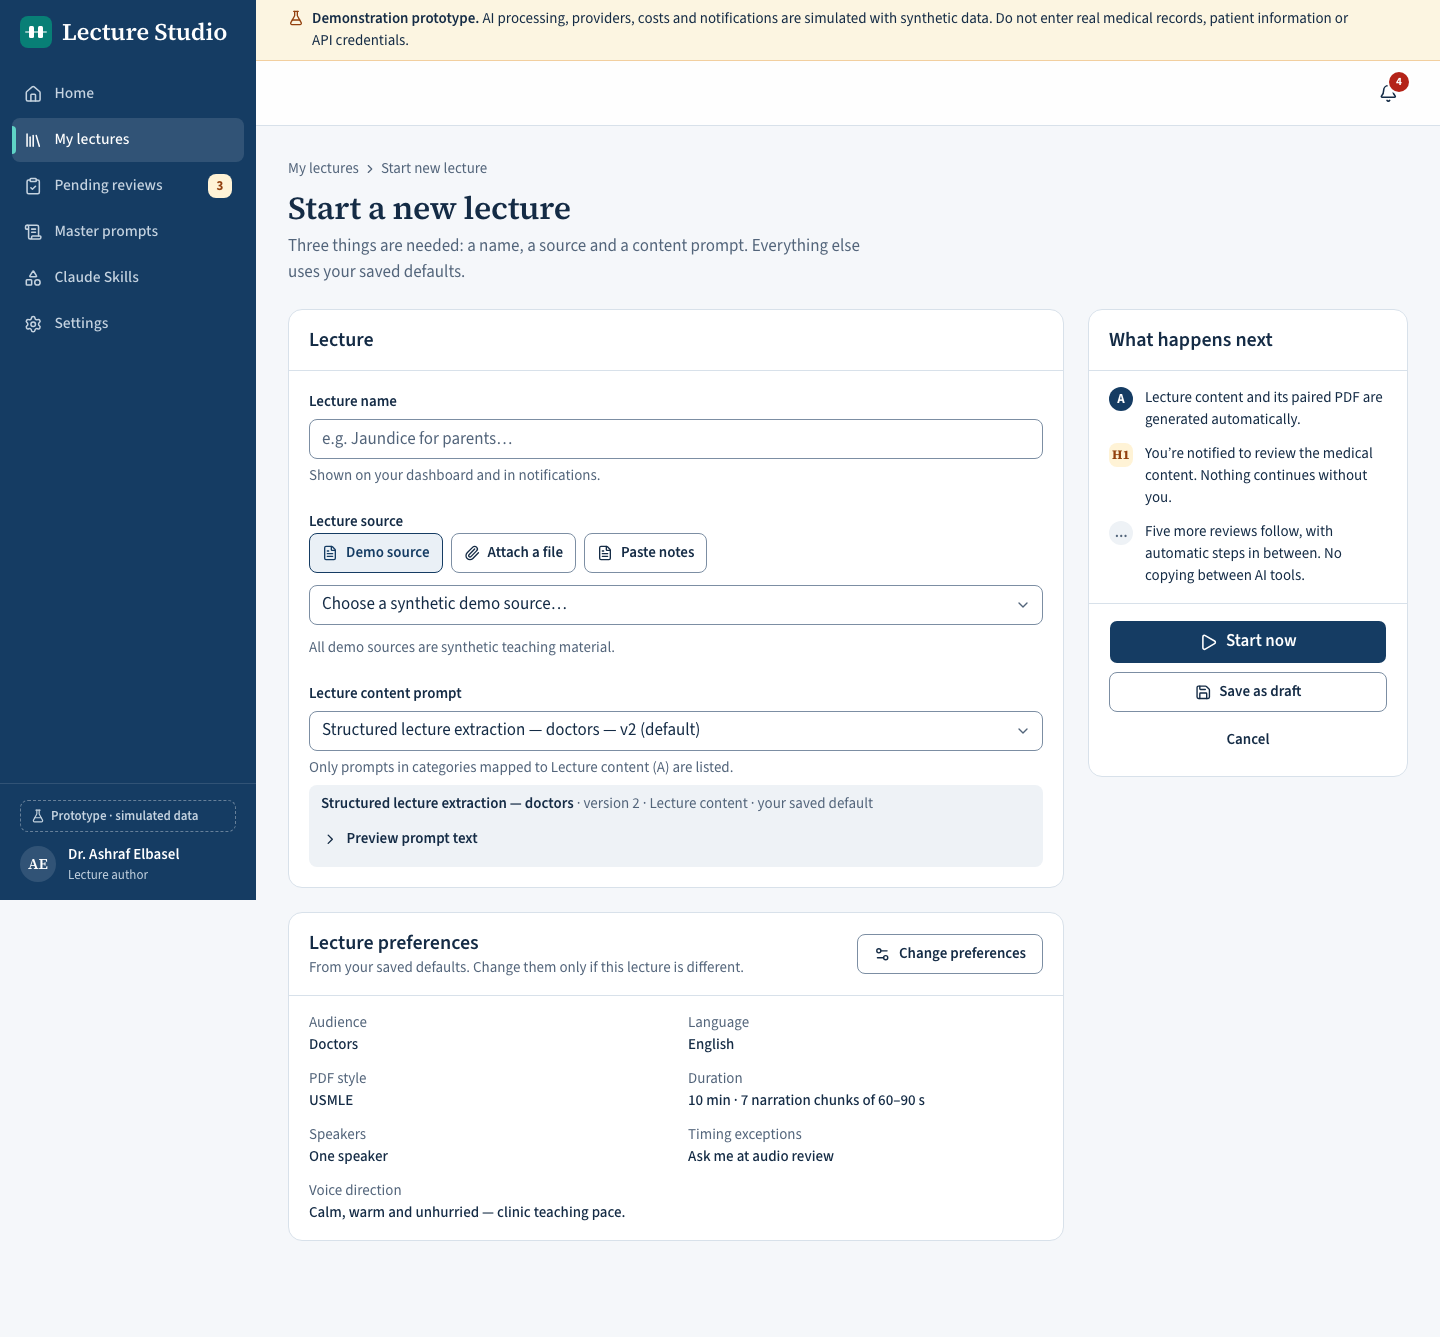 Lecture Studio
Home
My lectures
Pending reviews
3
Master prompts
Claude Skills
Settings
Prototype · simulated data
AE
Dr. Ashraf Elbasel
Lecture author
Demonstration prototype. AI processing, providers, costs and notifications are simulated with synthetic data. Do not enter real medical records, patient information or
API credentials.
4
My lectures > Start new lecture
Start a new lecture
Three things are needed: a name, a source and a content prompt. Everything else
uses your saved defaults.
Lecture
Lecture name
e.g. Jaundice for parents…
Shown on your dashboard and in notifications.
Lecture source
Demo source
Attach a file
Paste notes
Choose a synthetic demo source…
All demo sources are synthetic teaching material.
Lecture content prompt
Structured lecture extraction — doctors — v2 (default)
Only prompts in categories mapped to Lecture content (A) are listed.
Structured lecture extraction — doctors · version 2 · Lecture content · your saved default
Preview prompt text
What happens next
A
Lecture content and its paired PDF are
generated automatically.
H1
You’re notified to review the medical
content. Nothing continues without
you.
…
Five more reviews follow, with
automatic steps in between. No
copying between AI tools.
Start now
Save as draft
Cancel
Lecture preferences
From your saved defaults. Change them only if this lecture is different.
Change preferences
Audience
Doctors
Language
English
PDF style
USMLE
Duration
10 min · 7 narration chunks of 60–90 s
Speakers
One speaker
Timing exceptions
Ask me at audio review
Voice direction
Calm, warm and unhurried — clinic teaching pace.